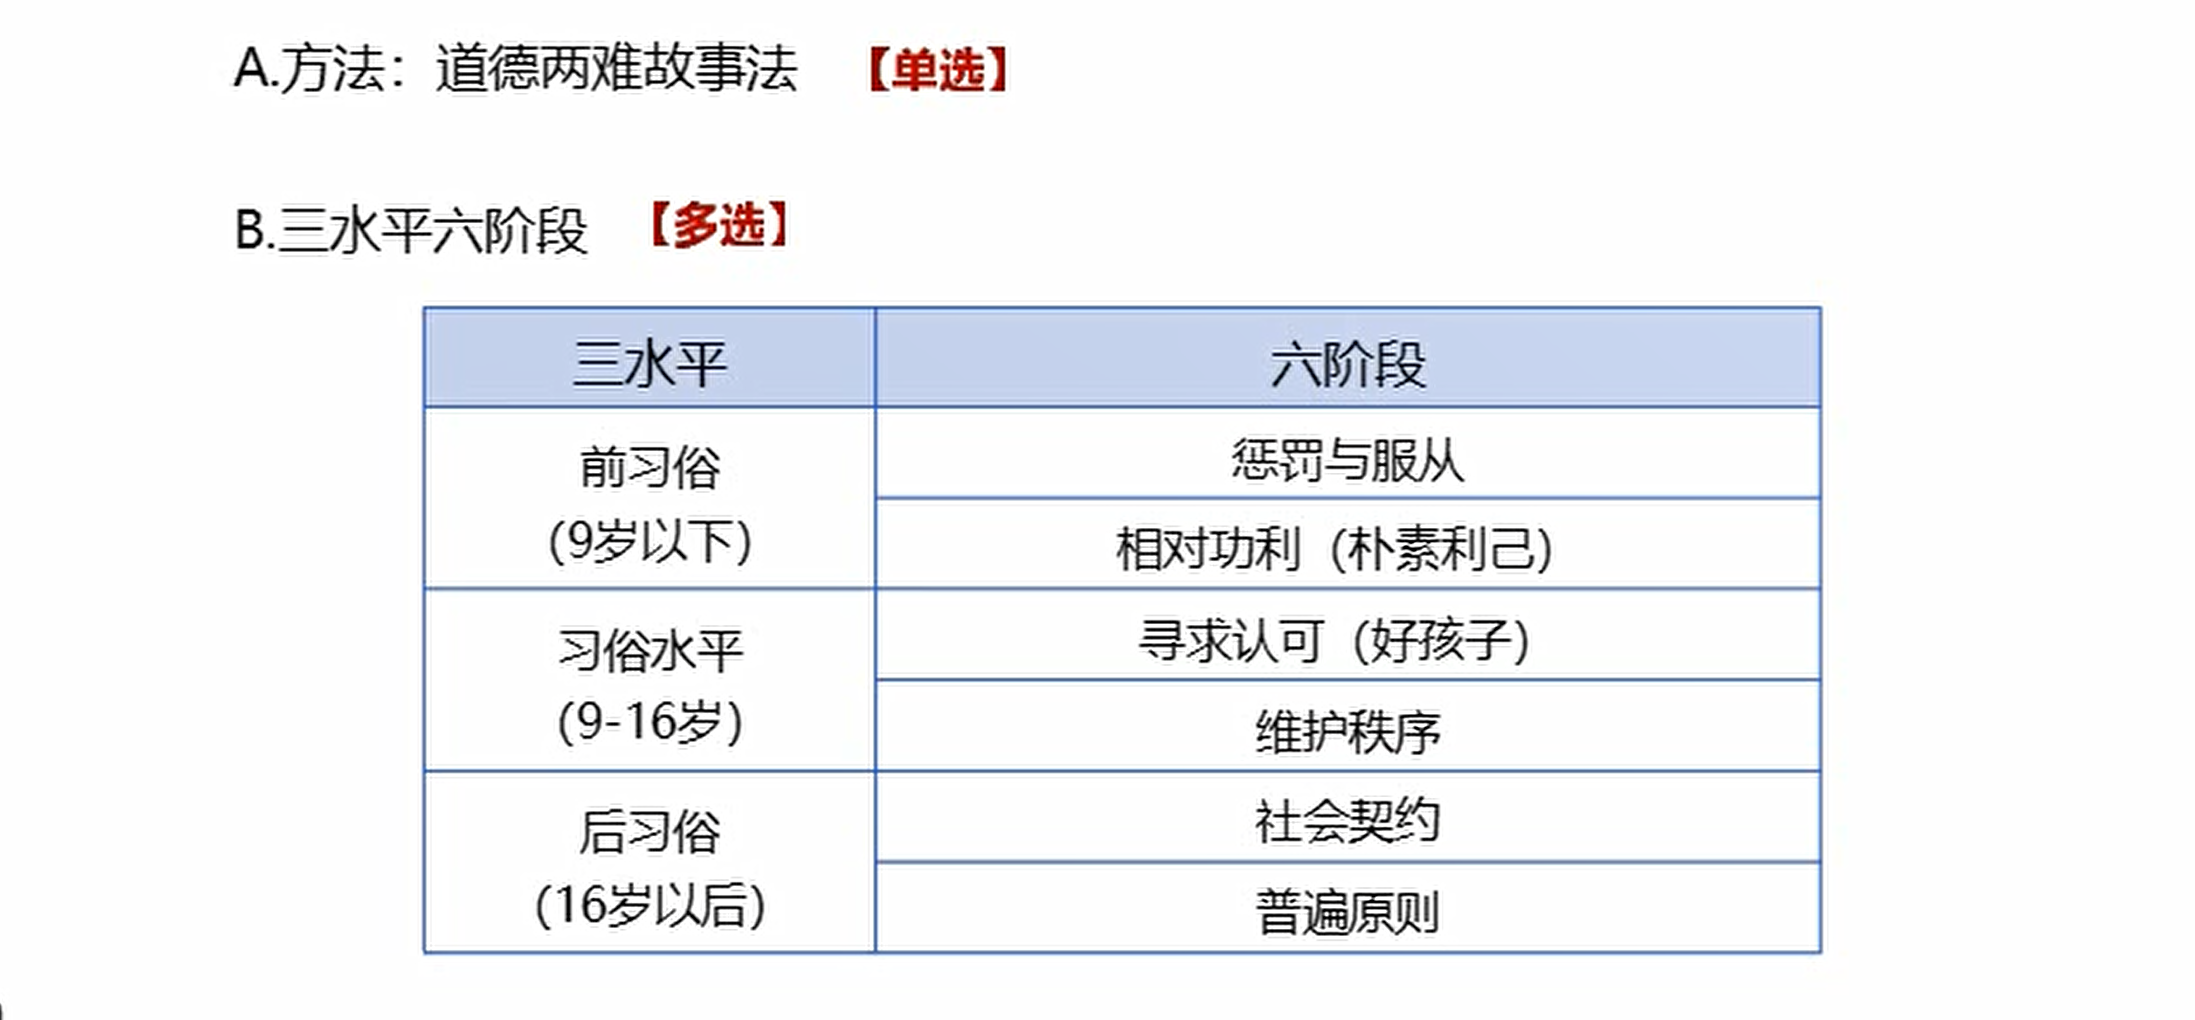 A.方法：道德两难故事法 【单选】
B.三水平六阶段 【多选】
三水平 六阶段
前习俗
(9岁以下)
惩罚与服从
相对功利（朴素利己）
习俗水平
(9-16岁)
寻求认可（好孩子）
维护秩序
后习俗
(16岁以后)
社会契约
普遍原则